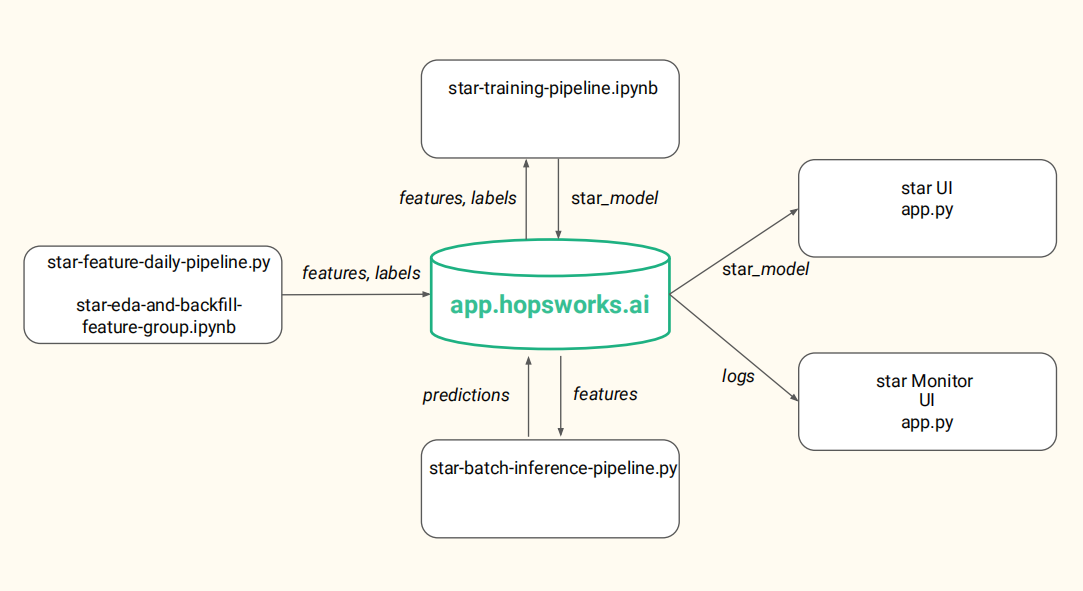 star-training-pipeline.ipynb
features, labels
star_model
star UI
app.py
star-feature-daily-pipeline.py
star-eda-and-backfill-
feature-group.ipynb
features, labels
app.hopsworks.ai
star_model
logs
star Monitor
UI
app.py
predictions
features
star-batch-inference-pipeline.py